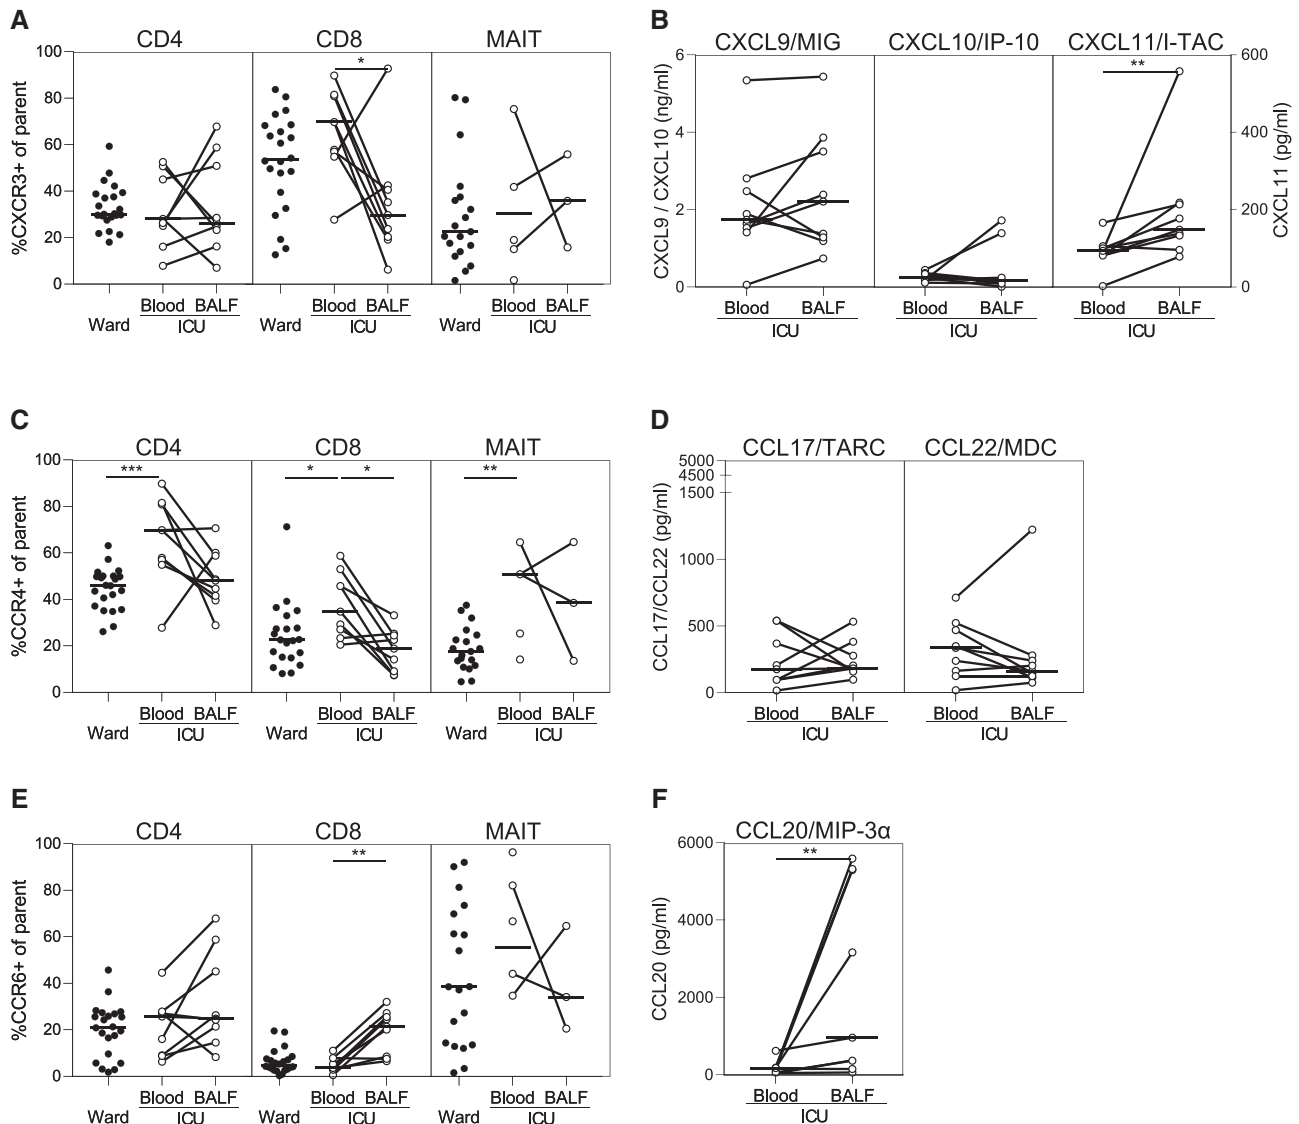 A
CD4 CD8 MAIT
%CXCR3+ of parent
100
80
60
40
20
0
*
Blood BALF Blood BALF Blood BALF
Ward ICU Ward ICU Ward ICU
B
CXCL9/MIG CXCL10/IP-10 CXCL11/I-TAC
CXCL9 / CXCL10 (ng/ml)
6
4
2
0
**
600
400
200
0
CXCL11 (pg/ml)
Blood BALF Blood BALF Blood BALF
ICU ICU ICU
C
CD4 CD8 MAIT
%CCR4+ of parent
100
80
60
40
20
0
*** * * **
Blood BALF Blood BALF Blood BALF
Ward ICU Ward ICU Ward ICU
D
CCL17/TARC CCL22/MDC
CCL17/CCL22 (pg/ml)
5000
4500
1500
1000
500
0
Blood BALF Blood BALF
ICU ICU
E
CD4 CD8 MAIT
%CCR6+ of parent
100
80
60
40
20
0
**
Blood BALF Blood BALF Blood BALF
Ward ICU Ward ICU Ward ICU
F
CCL20/MIP-3α
CCL20 (pg/ml)
6000
4000
2000
0
**
Blood BALF
ICU